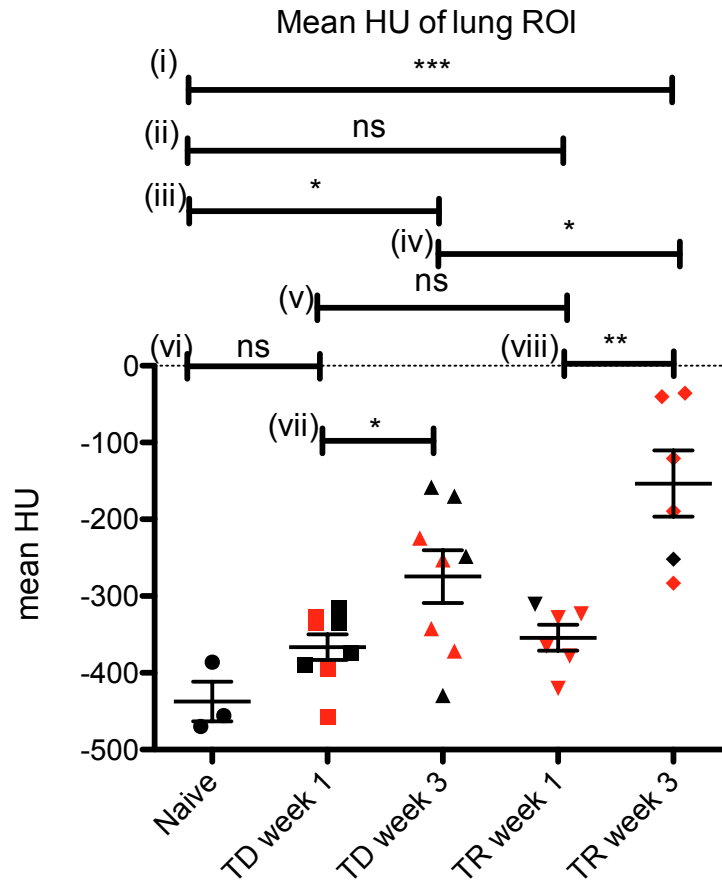 Mean HU of lung ROI
(i) ***
(ii) ns
(iii) *
(iv) *
(v) ns
(vi) ns
(viii) **
(vii) *
0
-100
-200
-300
-400
-500
mean HU
Naive
TD week 1
TD week 3
TR week 1
TR week 3